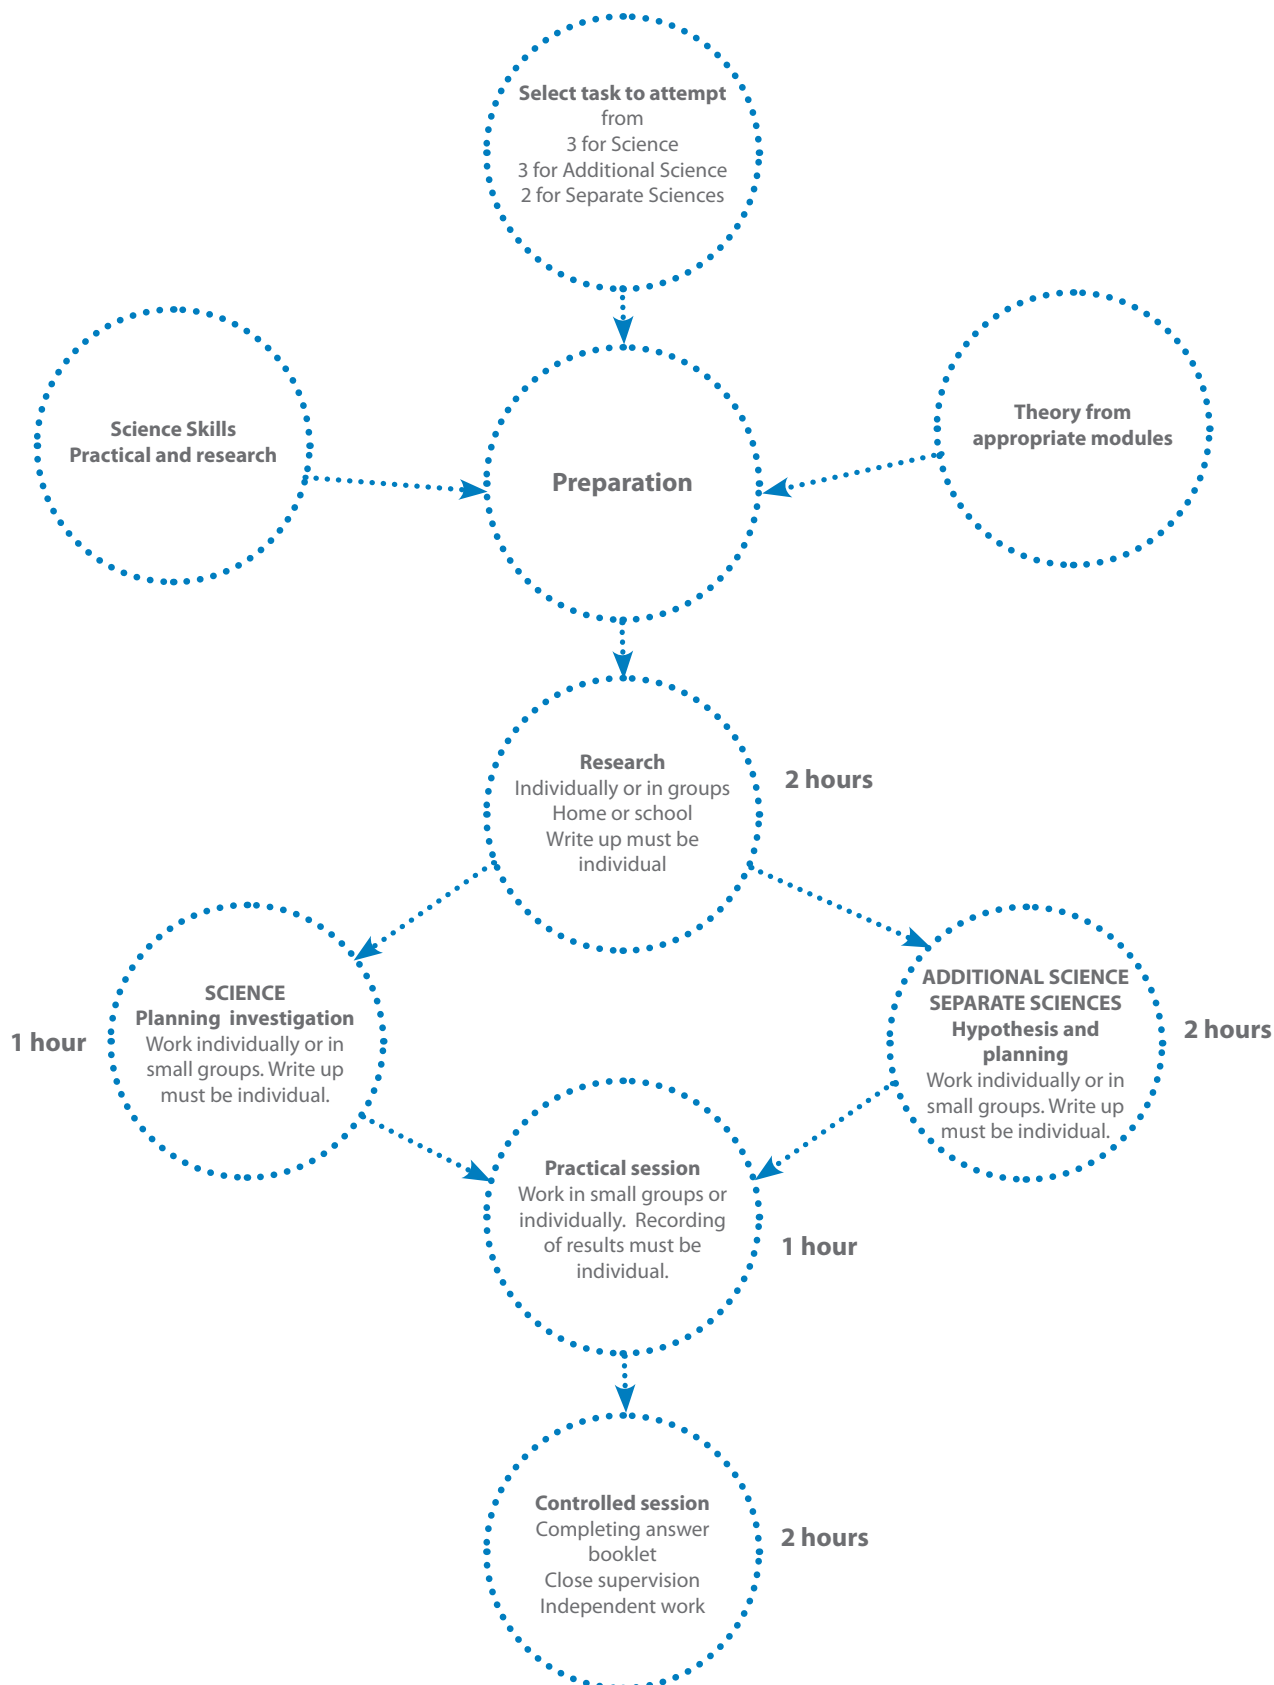 Select task to attempt
from
3 for Science
3 for Additional Science
2 for Separate Sciences
Science Skills
Practical and research
Preparation
Theory from
appropriate modules
Research
Individually or in groups
Home or school
Write up must be
individual
2 hours
SCIENCE
Planning investigation
Work individually or in
small groups. Write up
must be individual.
1 hour
ADDITIONAL SCIENCE
SEPARATE SCIENCES
Hypothesis and
planning
Work individually or in
small groups. Write up
must be individual.
2 hours
Practical session
Work in small groups or
individually. Recording
of results must be
individual.
1 hour
Controlled session
Completing answer
booklet
Close supervision
Independent work
2 hours